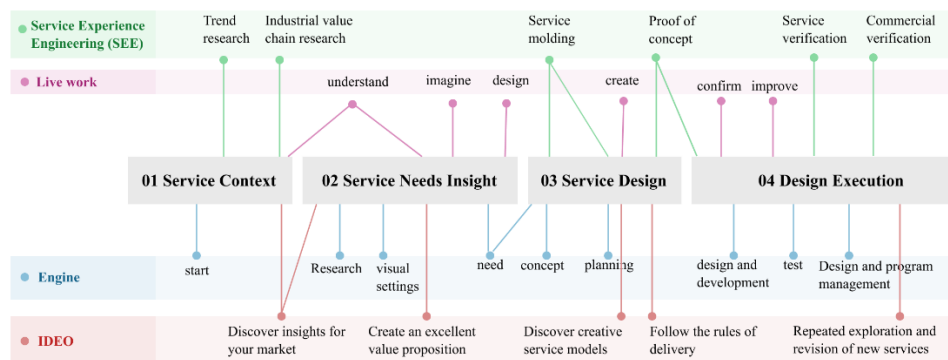 Service Experience
Engineering (SEE)
Trend
research
Industrial value
chain research
Service
molding
Proof of
concept
Service
verification
Commercial
verification
Live work
understand
imagine
design
create
confirm
improve
01 Service Context
02 Service Needs Insight
03 Service Design
04 Design Execution
Engine
start
Research
visual
settings
need
concept
planning
design and
development
test
Design and program
management
IDEO
Discover insights for
your market
Create an excellent
value proposition
Discover creative
service models
Follow the rules of
delivery
Repeated exploration and
revision of new services